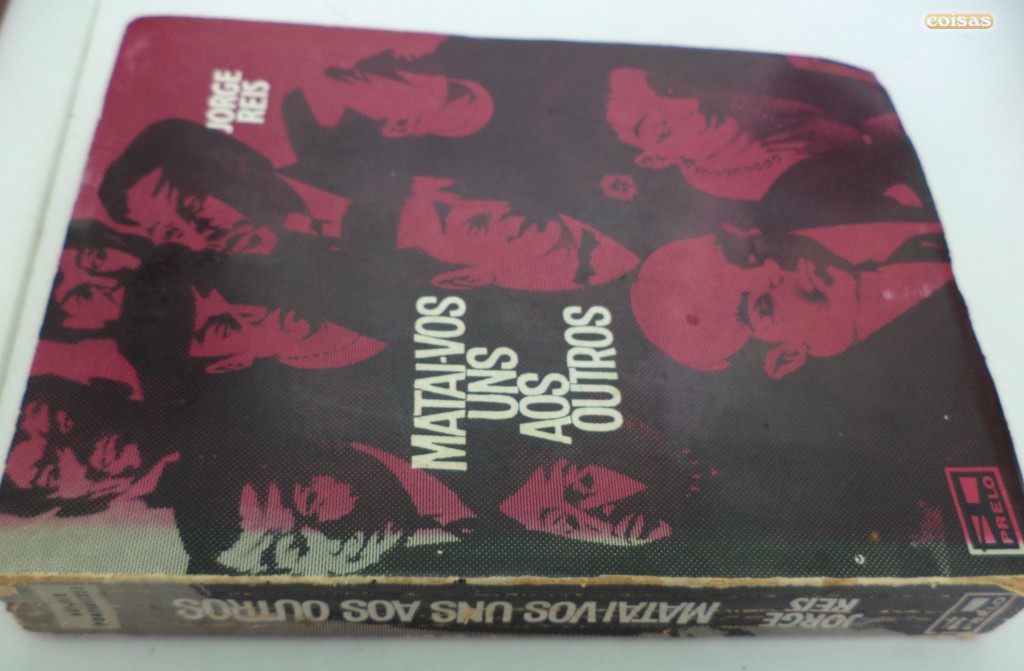 coisas
JORGE
REIS
MATAI-VOS
UNS
AOS
OUTROS
PRELO
MATAI-VOS UNS AOS OUTROS
JORGE
REIS